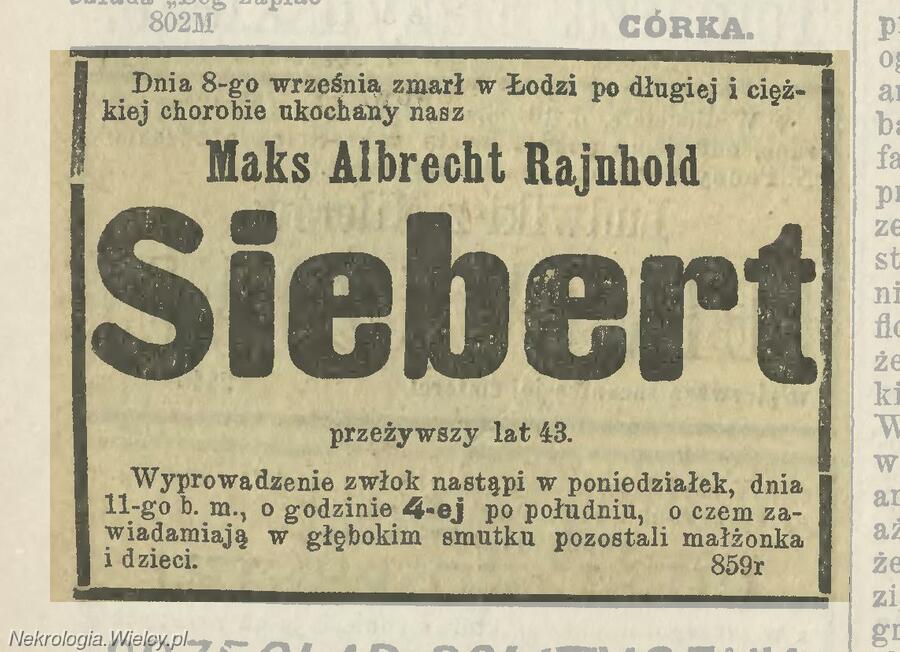 802M
CÓRKA.
Dnia 8-go września zmarł w Łodzi po długiej i cięż-
kiej chorobie ukochany nasz
Maks Albrecht Rajnhold
Siebert
przeżywszy lat 43.
Wyprowadzenie zwłok nastąpi w poniedziałek, dnia
11-go b. m., o godzinie 4-ej po południu, o czem za-
wiadamiają w głębokim smutku pozostali małżonka
i dzieci. 859r
Nekrologia.Wielcy.pl